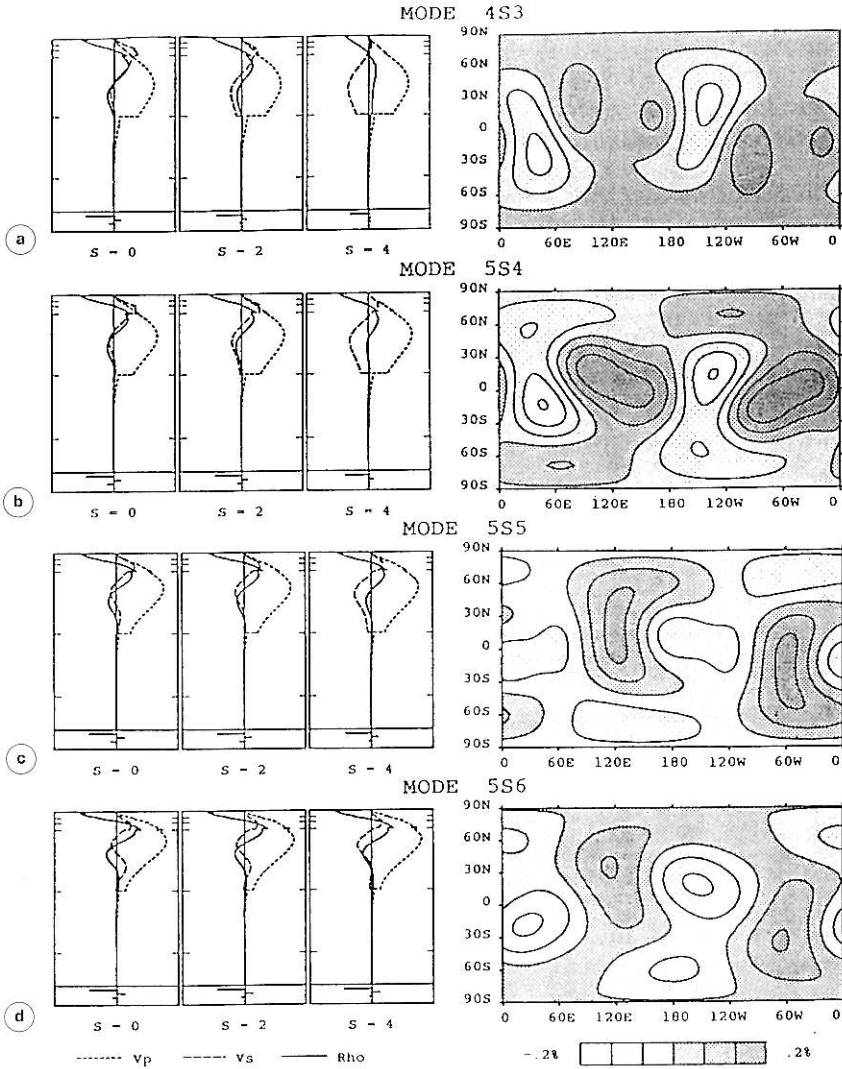 MODE 4S3
90N
60N
30N
0
30S
60S
90S
0 60E 120E 180 120W 60W 0
a
S = 0 S = 2 S = 4
MODE 5S4
90N
60N
30N
0
30S
60S
90S
0 60E 120E 180 120W 60W 0
b
S = 0 S = 2 S = 4
MODE 5S5
90N
60N
30N
0
30S
60S
90S
0 60E 120E 180 120W 60W 0
c
S = 0 S = 2 S = 4
MODE 5S6
90N
60N
30N
0
30S
60S
90S
0 60E 120E 180 120W 60W 0
d
S = 0 S = 2 S = 4
Vp Vs Rho
-.2% .2%